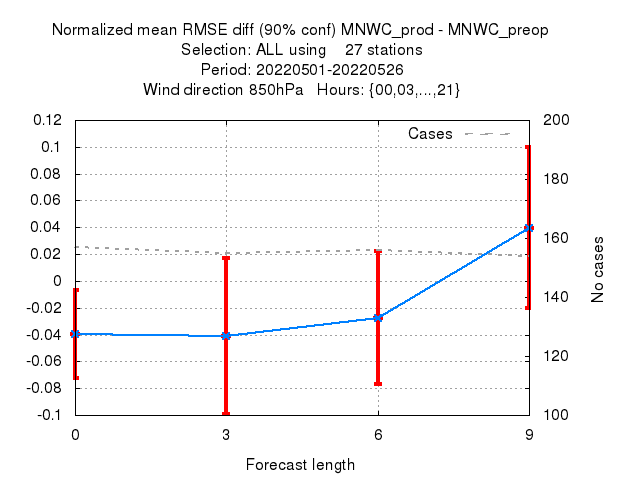 Normalized mean RMSE diff (90% conf) MNWC_prod - MNWC_preop
Selection: ALL using    27 stations
Period: 20220501-20220526
Wind direction 850hPa   Hours: {00,03,...,21}
Cases
0.12
0.1
0.08
0.06
0.04
0.02
0
-0.02
-0.04
-0.06
-0.08
-0.1
200
180
160
140
120
100
No cases
0 3 6 9
Forecast length